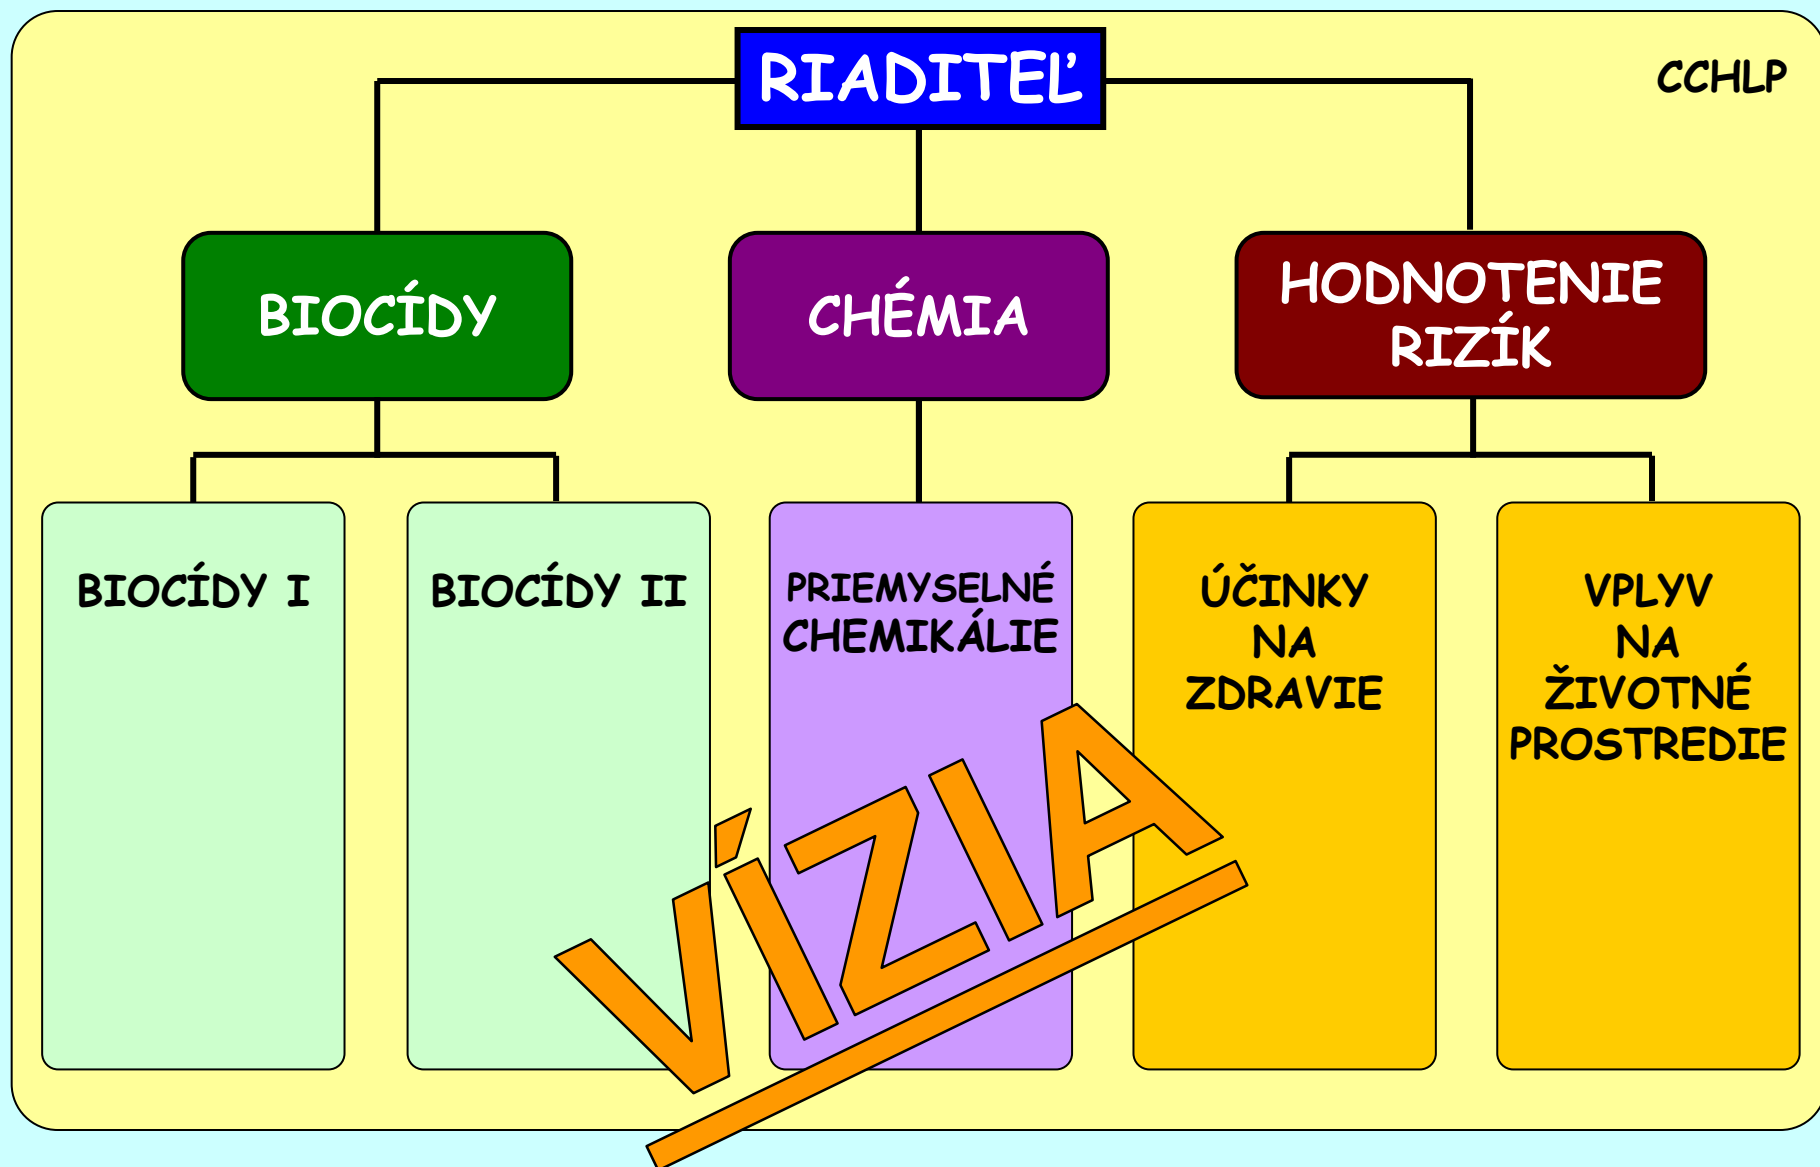 RIADITEĽ
CCHLP
BIOCÍDY
CHÉMIA
HODNOTENIE
RIZÍK
BIOCÍDY I
BIOCÍDY II
PRIEMYSELNÉ
CHEMIKÁLIE
ÚČINKY
NA
ZDRAVIE
VPLYV
NA
ŽIVOTNÉ
PROSTREDIE
VÍZIA